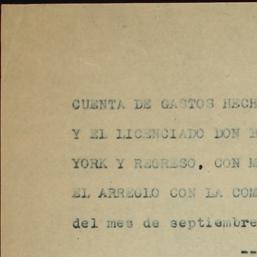 CUENTA DE GASTOS HECH
Y EL LICENCIADO DON
YORK Y REGRESO, CON M
EL ARREGLO CON LA COM
del mes de septiembre
--